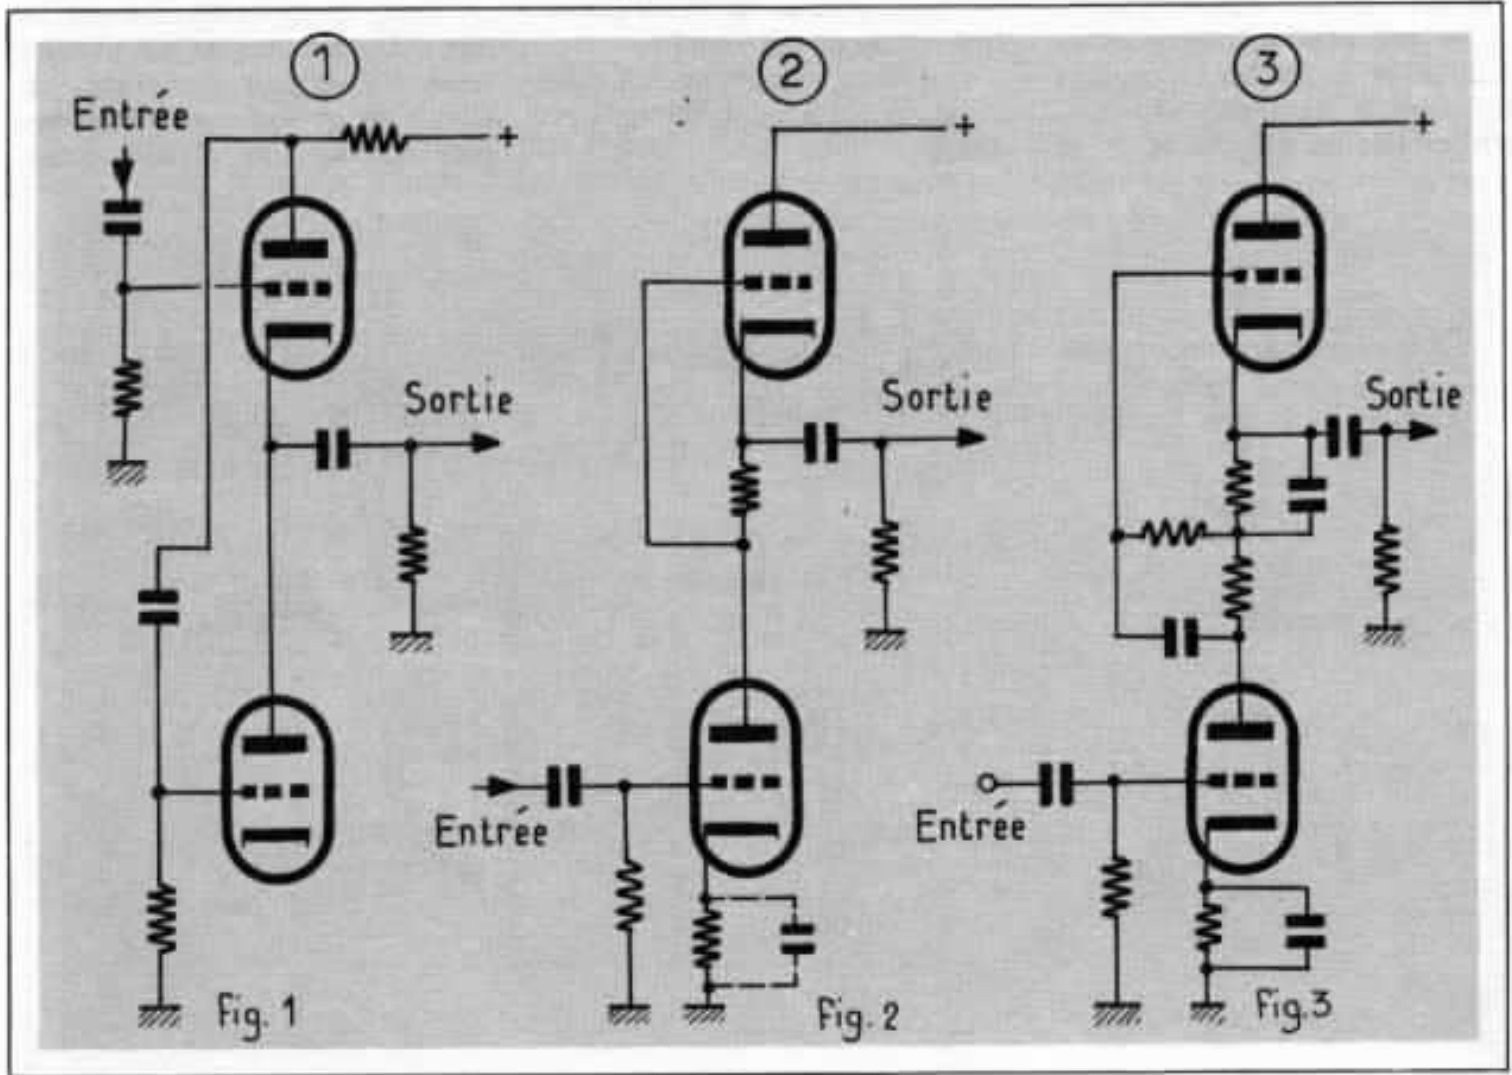 1
2
3
Entrée
+
+
+
Sortie
Sortie
Sortie
Entrée
Entrée
Fig. 1
Fig. 2
Fig. 3